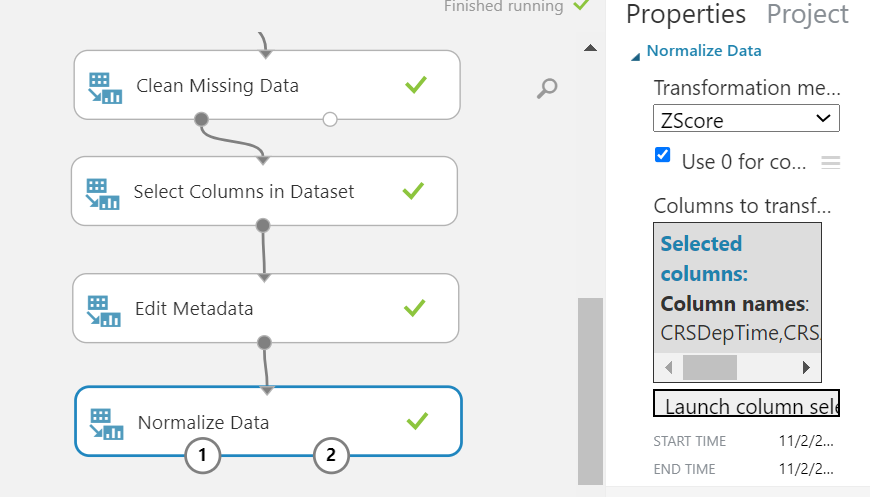 Finished running
Clean Missing Data
Select Columns in Dataset
Edit Metadata
Normalize Data
1 2
Properties Project
Normalize Data
Transformation me...
ZScore
Use 0 for co...
Columns to transf...
Selected
columns:
Column names:
CRSDepTime,CRS
Launch column sele
START TIME 11/2/2...
END TIME 11/2/2...